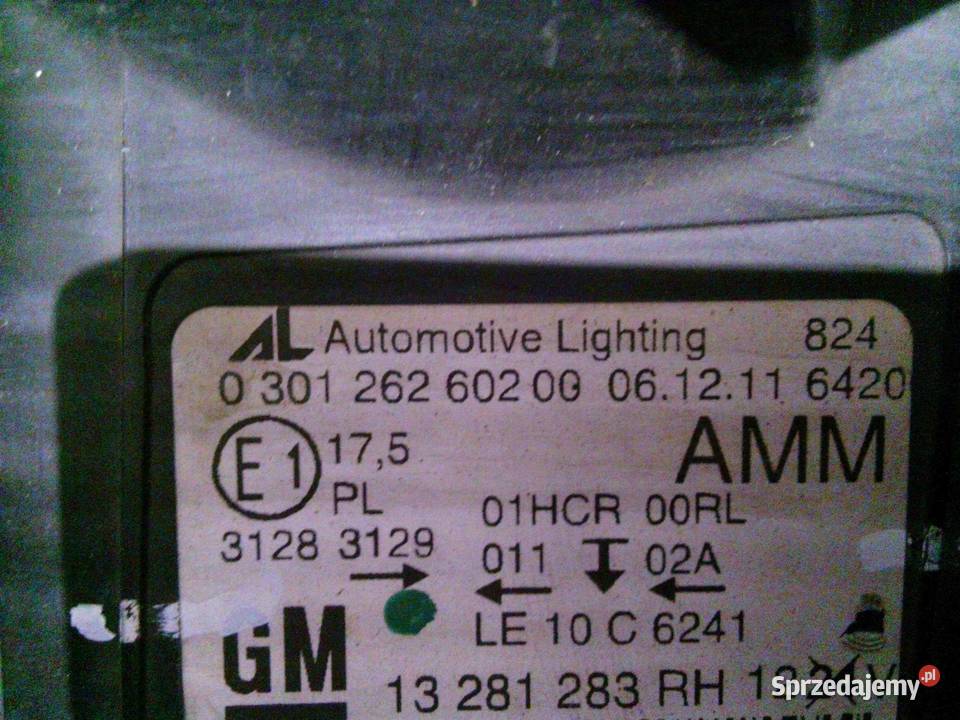 AL Automotive Lighting 824
0 301 262 602 00 06.12.11 6420
E1 17,5 AMM
PL 01HCR 00RL
3128 3129 011 02A
LE 10 C 6241
GM
13 281 283 RH
Sprzedajemy.pl